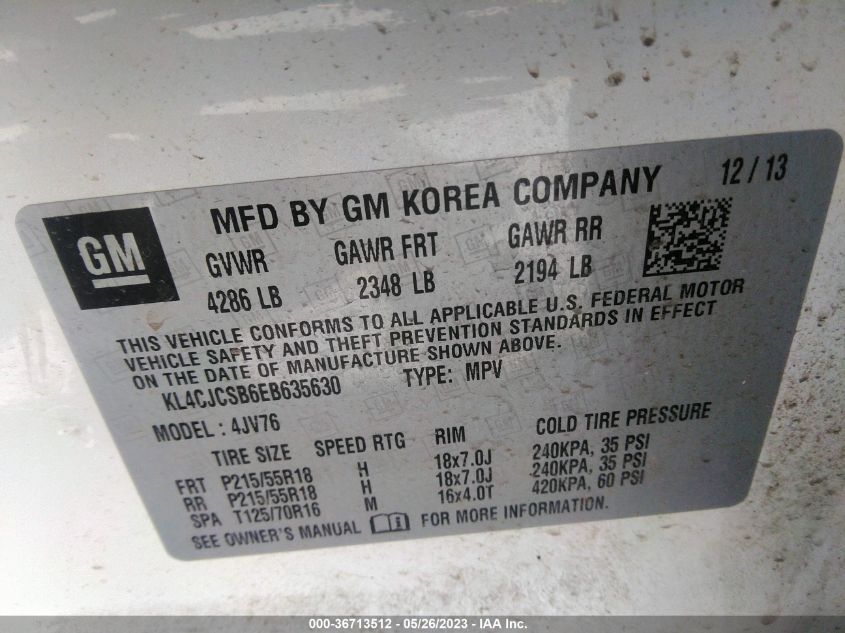 GM
MFD BY GM KOREA COMPANY 12 / 13
GVWR GAWR FRT GAWR RR
4286 LB 2348 LB 2194 LB
THIS VEHICLE CONFORMS TO ALL APPLICABLE U.S. FEDERAL MOTOR
VEHICLE SAFETY AND THEFT PREVENTION STANDARDS IN EFFECT
ON THE DATE OF MANUFACTURE SHOWN ABOVE.
KL4CJCSB6EB635630 TYPE: MPV
MODEL : 4JV76
TIRE SIZE SPEED RTG RIM COLD TIRE PRESSURE
FRT P215/55R18 H 18x7.0J 240KPA, 35 PSI
RR P215/55R18 H 18x7.0J 240KPA, 35 PSI
SPA T125/70R16 M 16x4.0T 420KPA, 60 PSI
SEE OWNER'S MANUAL FOR MORE INFORMATION.
000-36713512 - 05/26/2023 - IAA Inc.